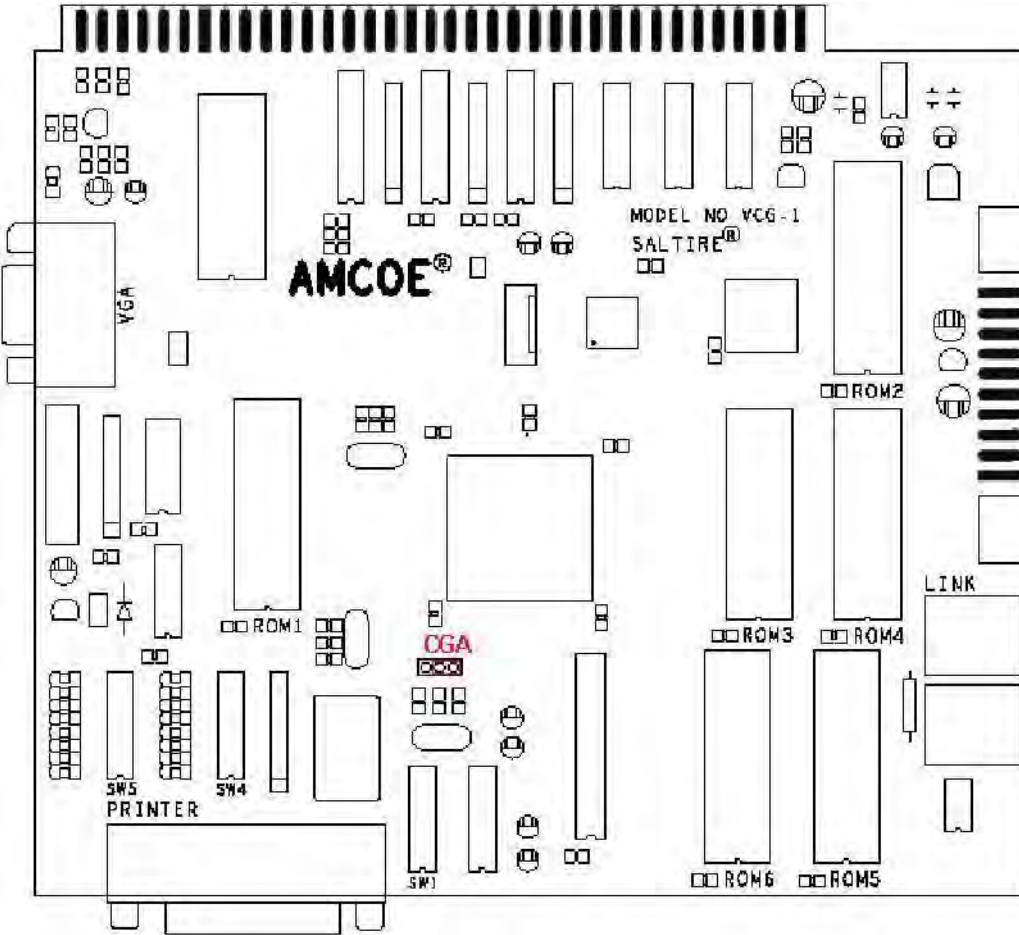 MODEL NO VCG-1
SALTIRE®
AMCOE®
VGA
ROM2
LINK
ROM1
CGA
ROM3
ROM4
SW5
SW4
PRINTER
SW1
ROM6
ROM5